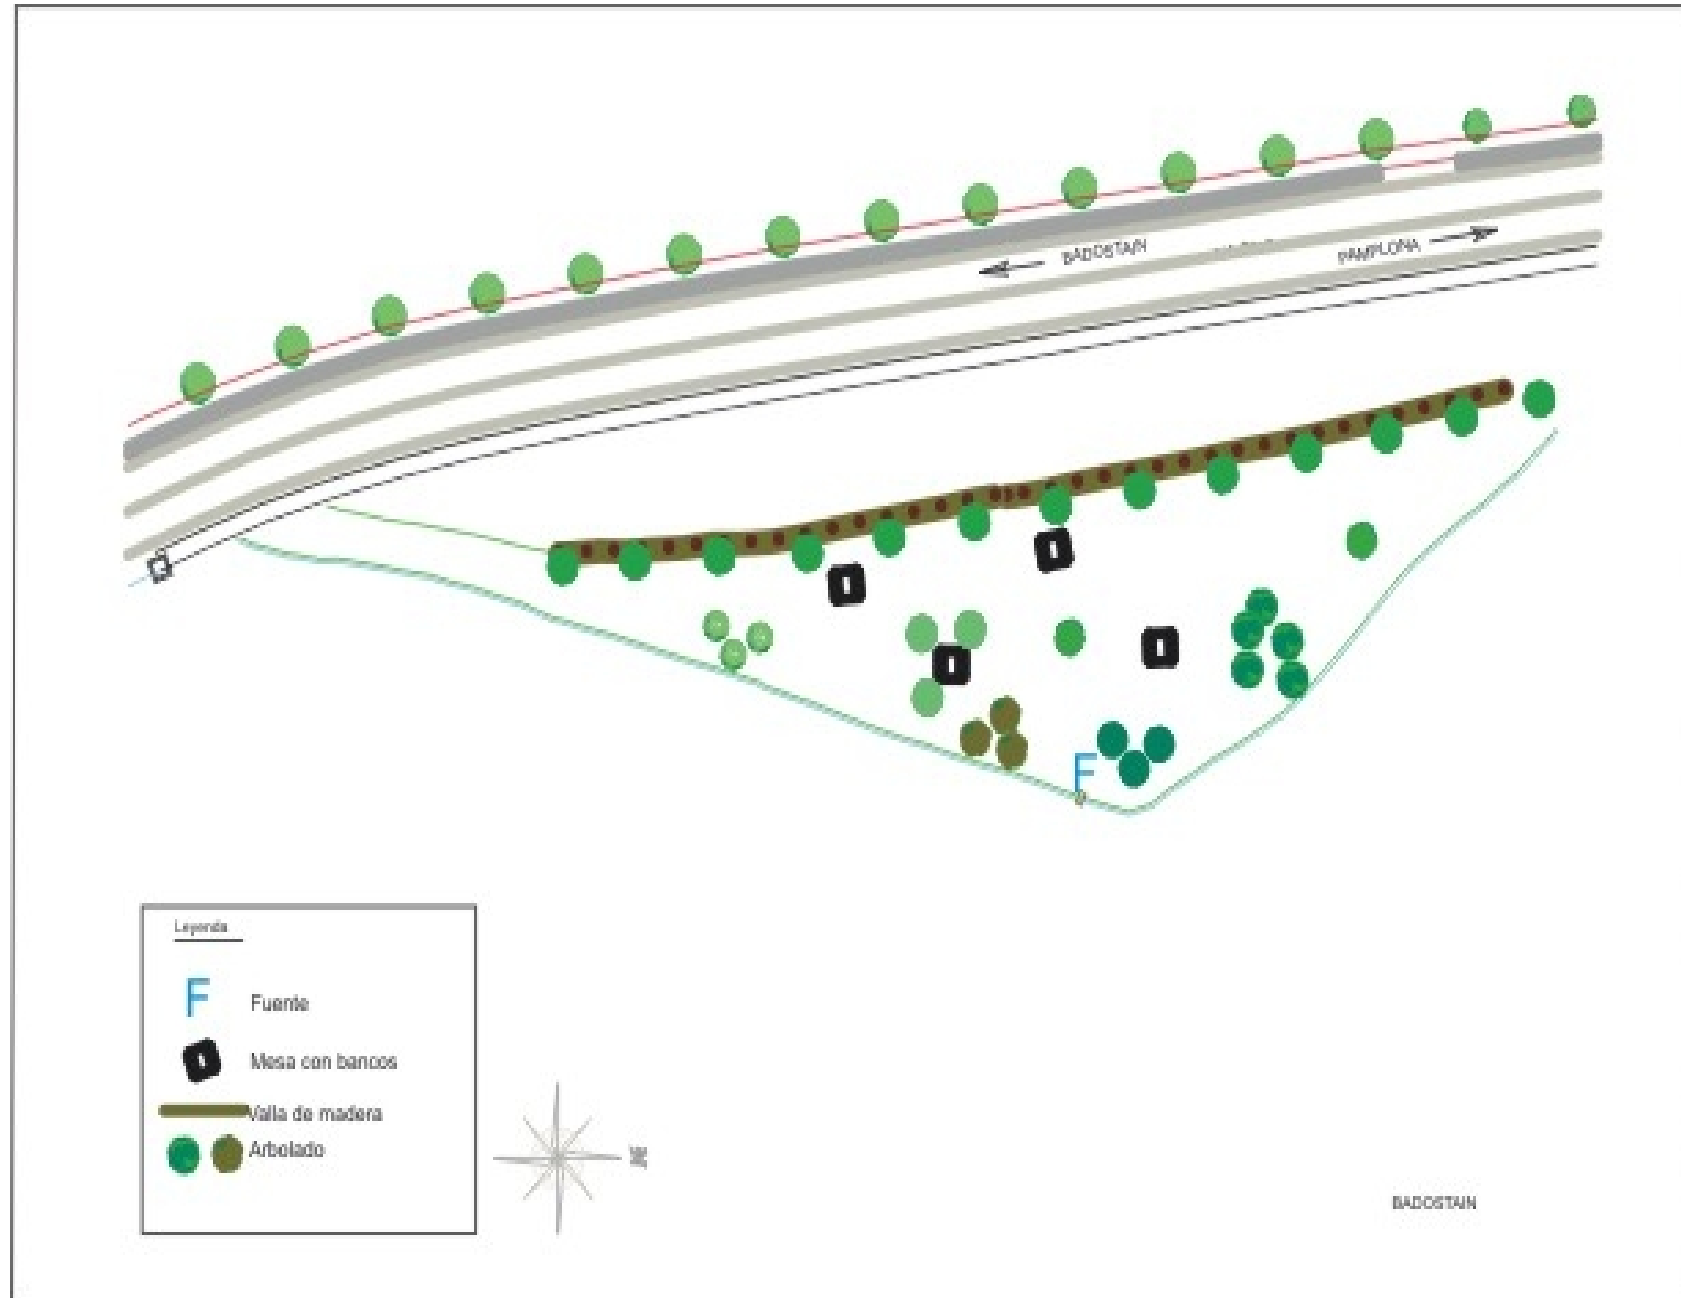 BADOSTAIN
PAMPLONA
F
Leyenda
F Fuente
Mesa con bancos
Valla de madera
Arbolado
BADOSTAIN